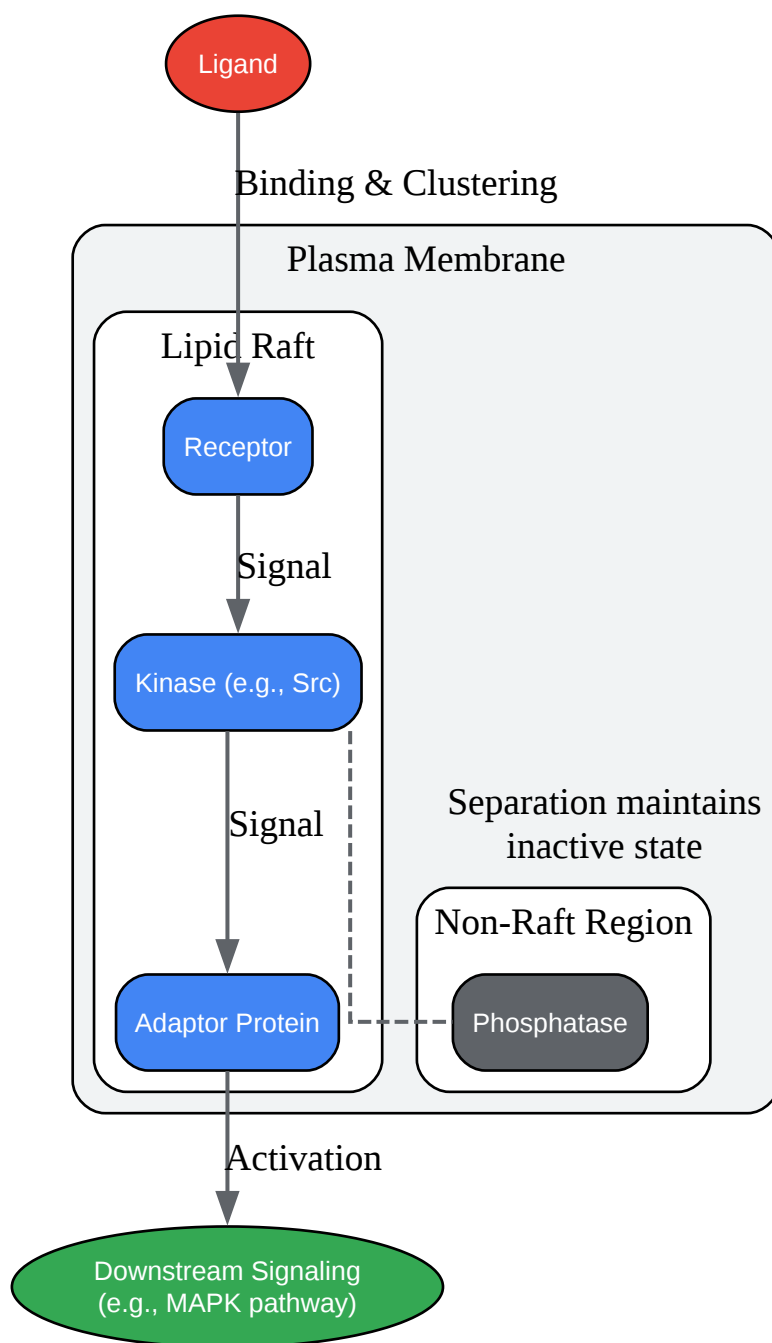 Ligand
Binding & Clustering
Plasma Membrane
Lipid Raft
Receptor
Signal
Kinase (e.g., Src)
Signal
Separation maintains
inactive state
Non-Raft Region
Adaptor Protein
Phosphatase
Activation
Downstream Signaling
(e.g., MAPK pathway)